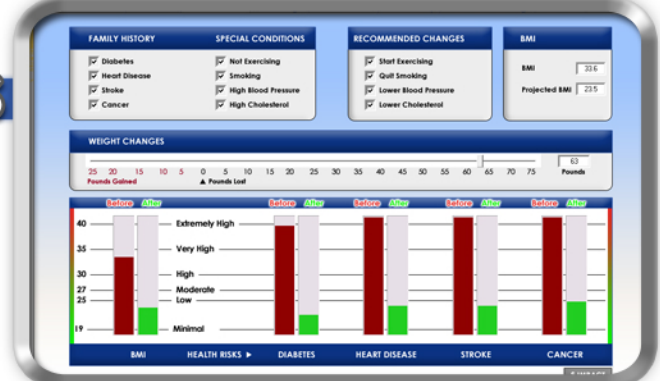 FAMILY HISTORY SPECIAL CONDITIONS RECOMMENDED CHANGES BMI
Diabetes Not Exercising Start Exercising
Heart Disease Smoking Quit Smoking BMI 33.6
Stroke High Blood Pressure Lower Blood Pressure Projected BMI 23.5
Cancer High Cholesterol Lower Cholesterol
WEIGHT CHANGES
63
25 20 15 10 5 0 5 10 15 20 25 30 35 40 45 50 55 60 65 70 75 Pounds
Pounds Gained ▲ Pounds Lost
Before After Before After Before After Before After Before After
40 Extremely High
35 Very High
30 High
27 Moderate
25 Low
19 Minimal
BMI HEALTH RISKS ► DIABETES HEART DISEASE STROKE CANCER